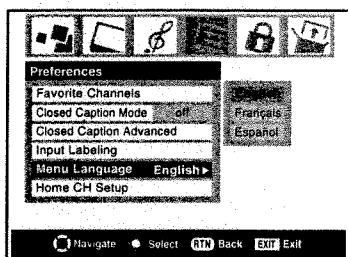 Preferences
Favorite Channels
Closed Caption Mode off
Closed Caption Advanced
Input Labeling
Menu Language English
English
Français
Español
Home CH Setup
Navigate Select RTN Back EXIT Exit